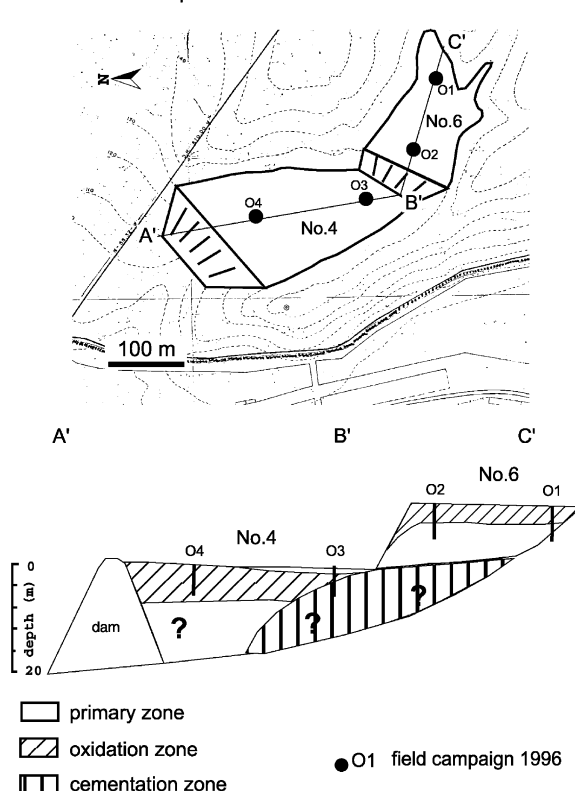 N
C'
O1
No.6
O2
O3
O4
B'
A'
No.4
100 m
A' B' C'
No.6
O2 O1
No.4
O4 O3
0
depth (m)
20
dam
?
?
?
primary zone
oxidation zone
O1 field campaign 1996
cementation zone